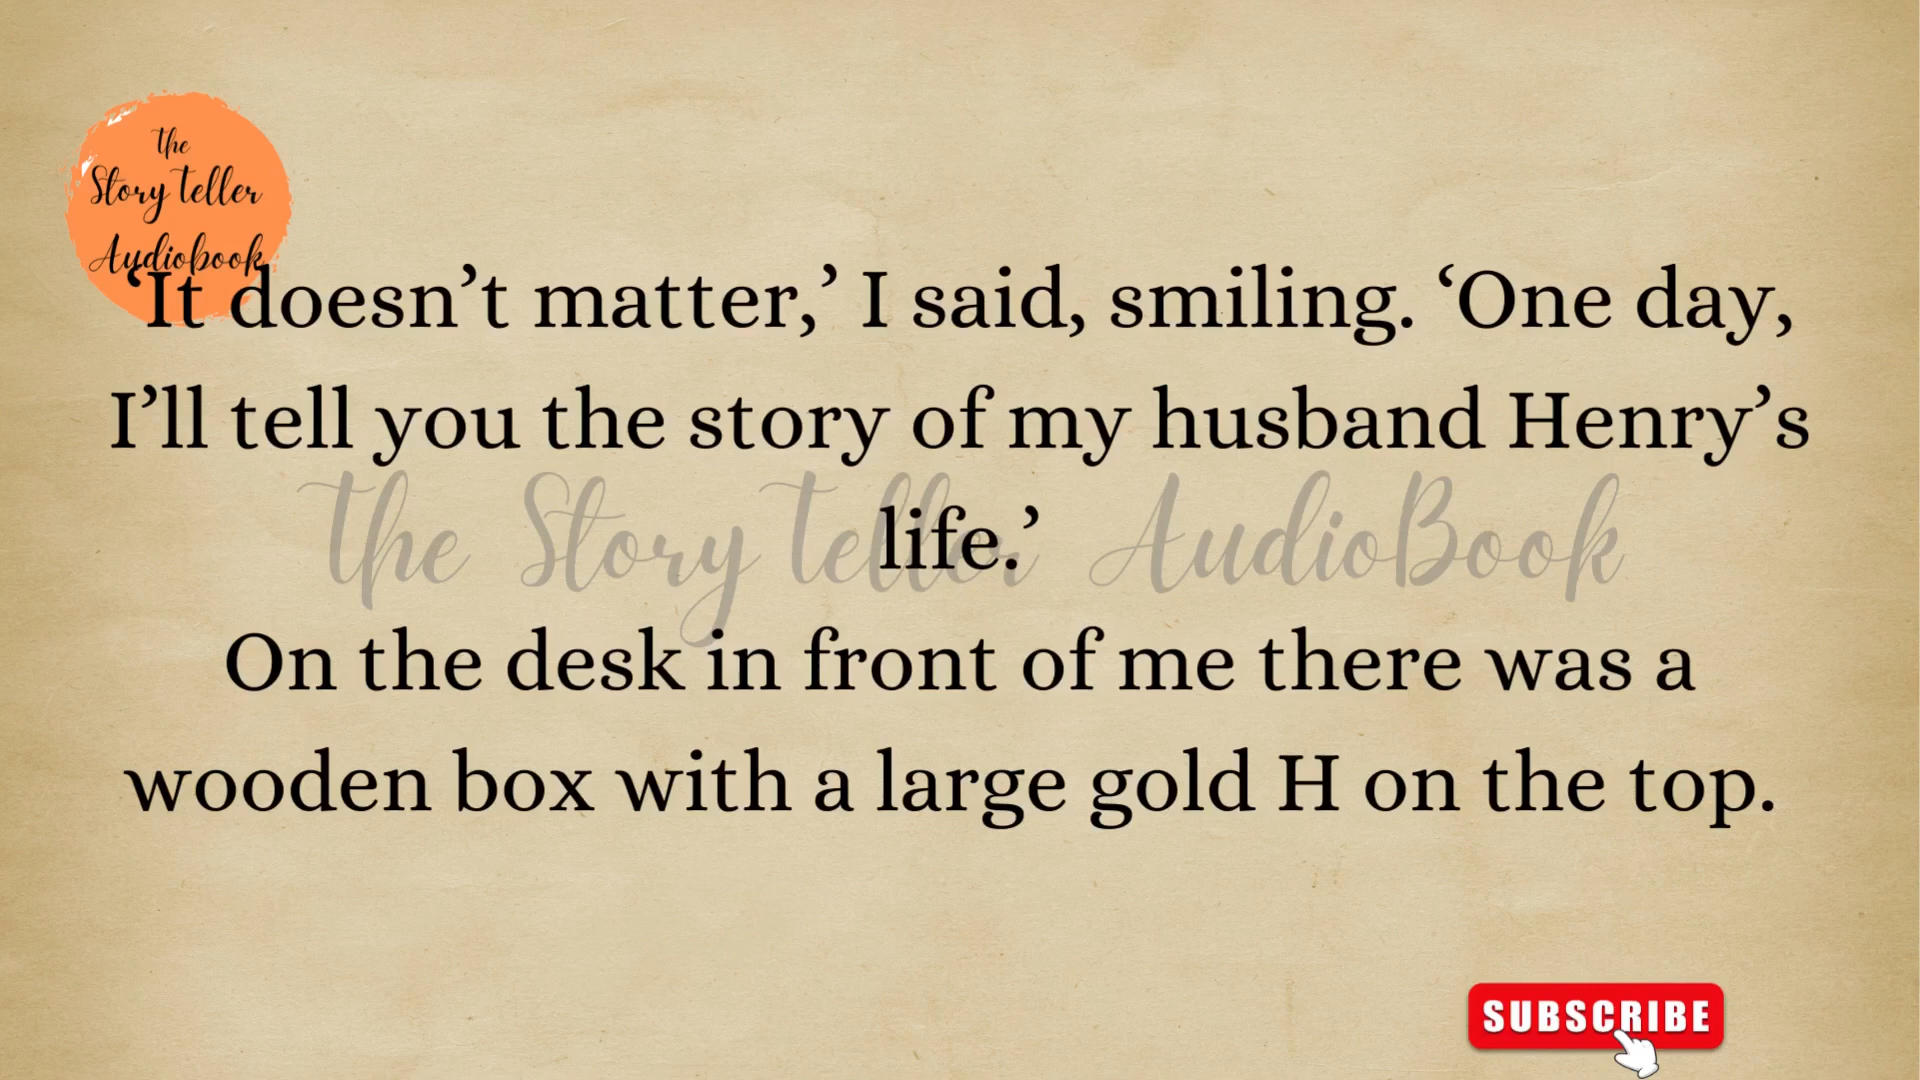 the
Story teller
Audiobook
‘It doesn’t matter,’ I said, smiling. ‘One day,
I’ll tell you the story of my husband Henry’s
life.’
the Story teller AudioBook
On the desk in front of me there was a
wooden box with a large gold H on the top.
SUBSCRIBE